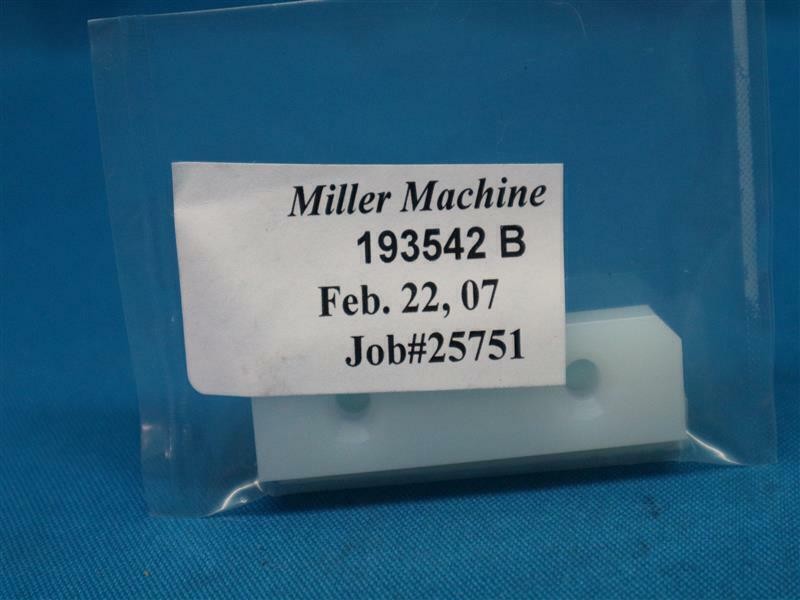 Miller Machine
193542 B
Feb. 22, 07
Job#25751